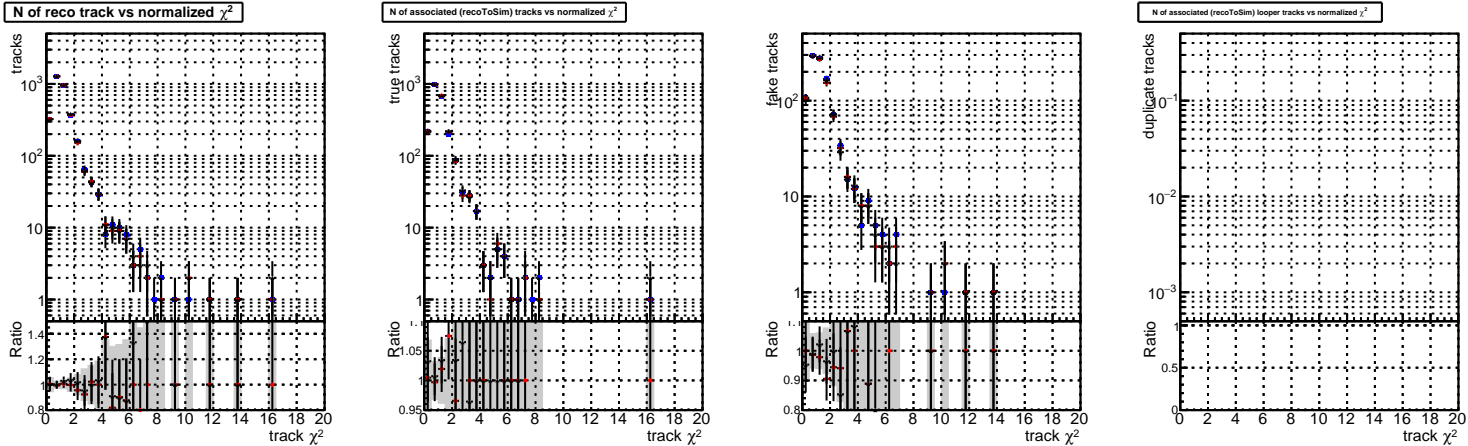 N of reco track vs normalized χ²
tracks
10³
10²
10
1
Ratio
1.4
1.2
1
0.8
0 2 4 6 8 10 12 14 16 18 20
track χ²
N of associated (recoToSim) tracks vs normalized χ²
true tracks
10³
10²
10
1
Ratio
1.05
1
0.95
0 2 4 6 8 10 12 14 16 18 20
track χ²
fake tracks
10²
10
1
Ratio
1.1
1
0.9
0.8
0 2 4 6 8 10 12 14 16 18 20
track χ²
N of associated (recoToSim) looper tracks vs normalized χ²
duplicate tracks
10⁻¹
10⁻²
10⁻³
Ratio
1
0.5
0
0 2 4 6 8 10 12 14 16 18 20
track χ²